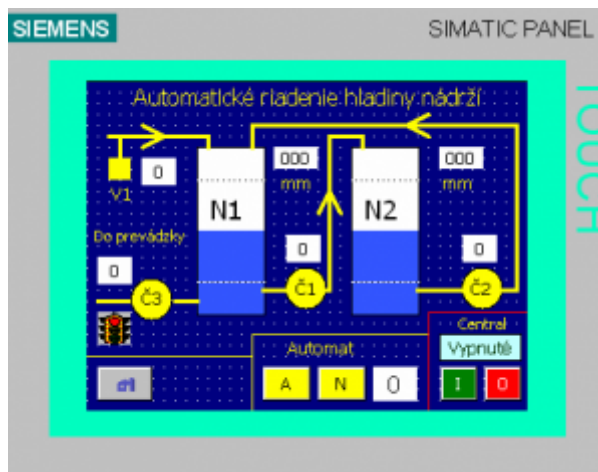 SIEMENS
SIMATIC PANEL
TOUCH
Automatické riadenie hladiny nádrží
V1
0
000
mm
000
mm
N1
N2
Do prevádzky
0
0
0
Č3
Č1
Č2
Central
Automat
Vypnuté
A
N
0
I
0